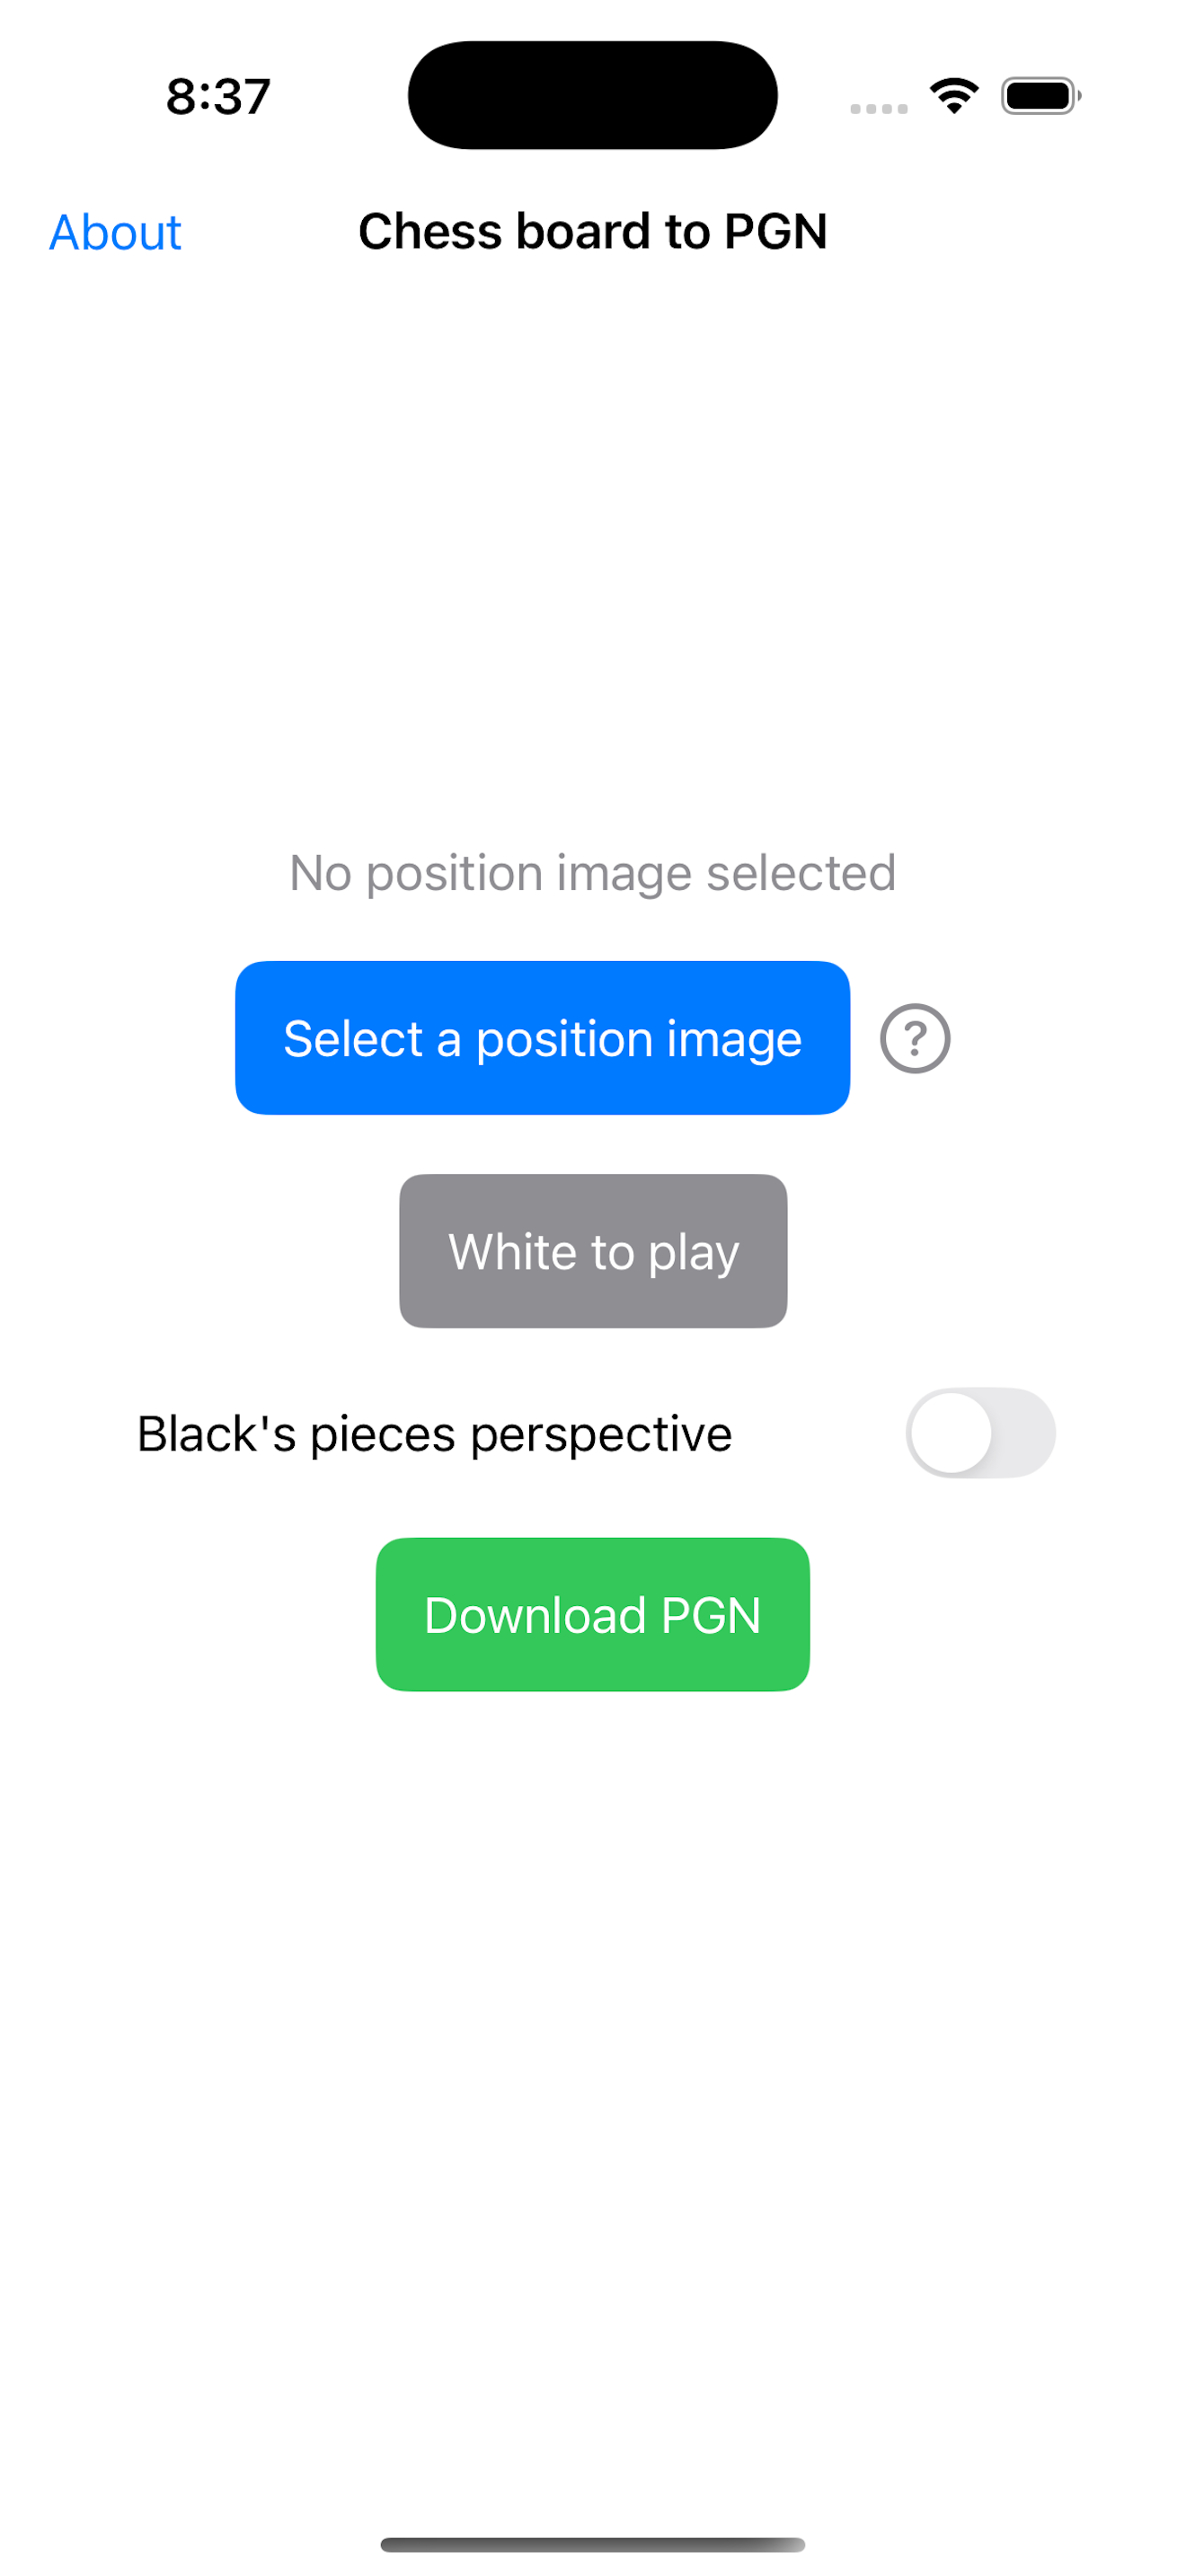 8:37
About Chess board to PGN
No position image selected
Select a position image ?
White to play
Black's pieces perspective
Download PGN